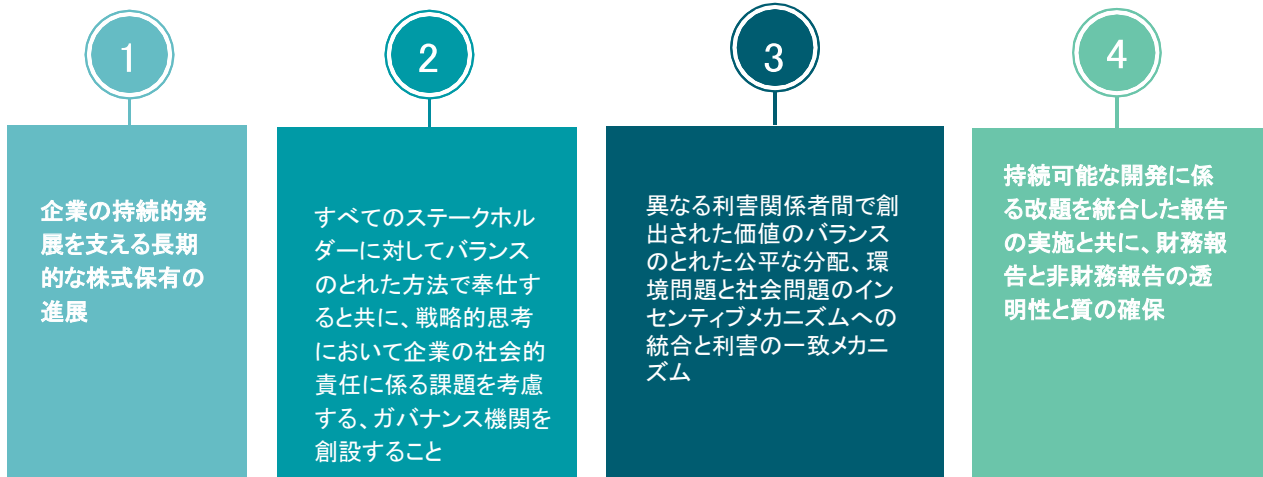 1
企業の持続的発
展を支える長期
的な株式保有の
進展
2
すべてのステークホル
ダーに対してバランス
のとれた方法で奉仕す
ると共に、戦略的思考
において企業の社会的
責任に係る課題を考慮
する、ガバナンス機関を
創設すること
3
異なる利害関係者間で創
出された価値のバランス
のとれた公平な分配、環
境問題と社会問題のイン
センティブメカニズムへの
統合と利害の一致メカニ
ズム
4
持続可能な開発に係
る改題を統合した報告
の実施と共に、財務報
告と非財務報告の透
明性と質の確保